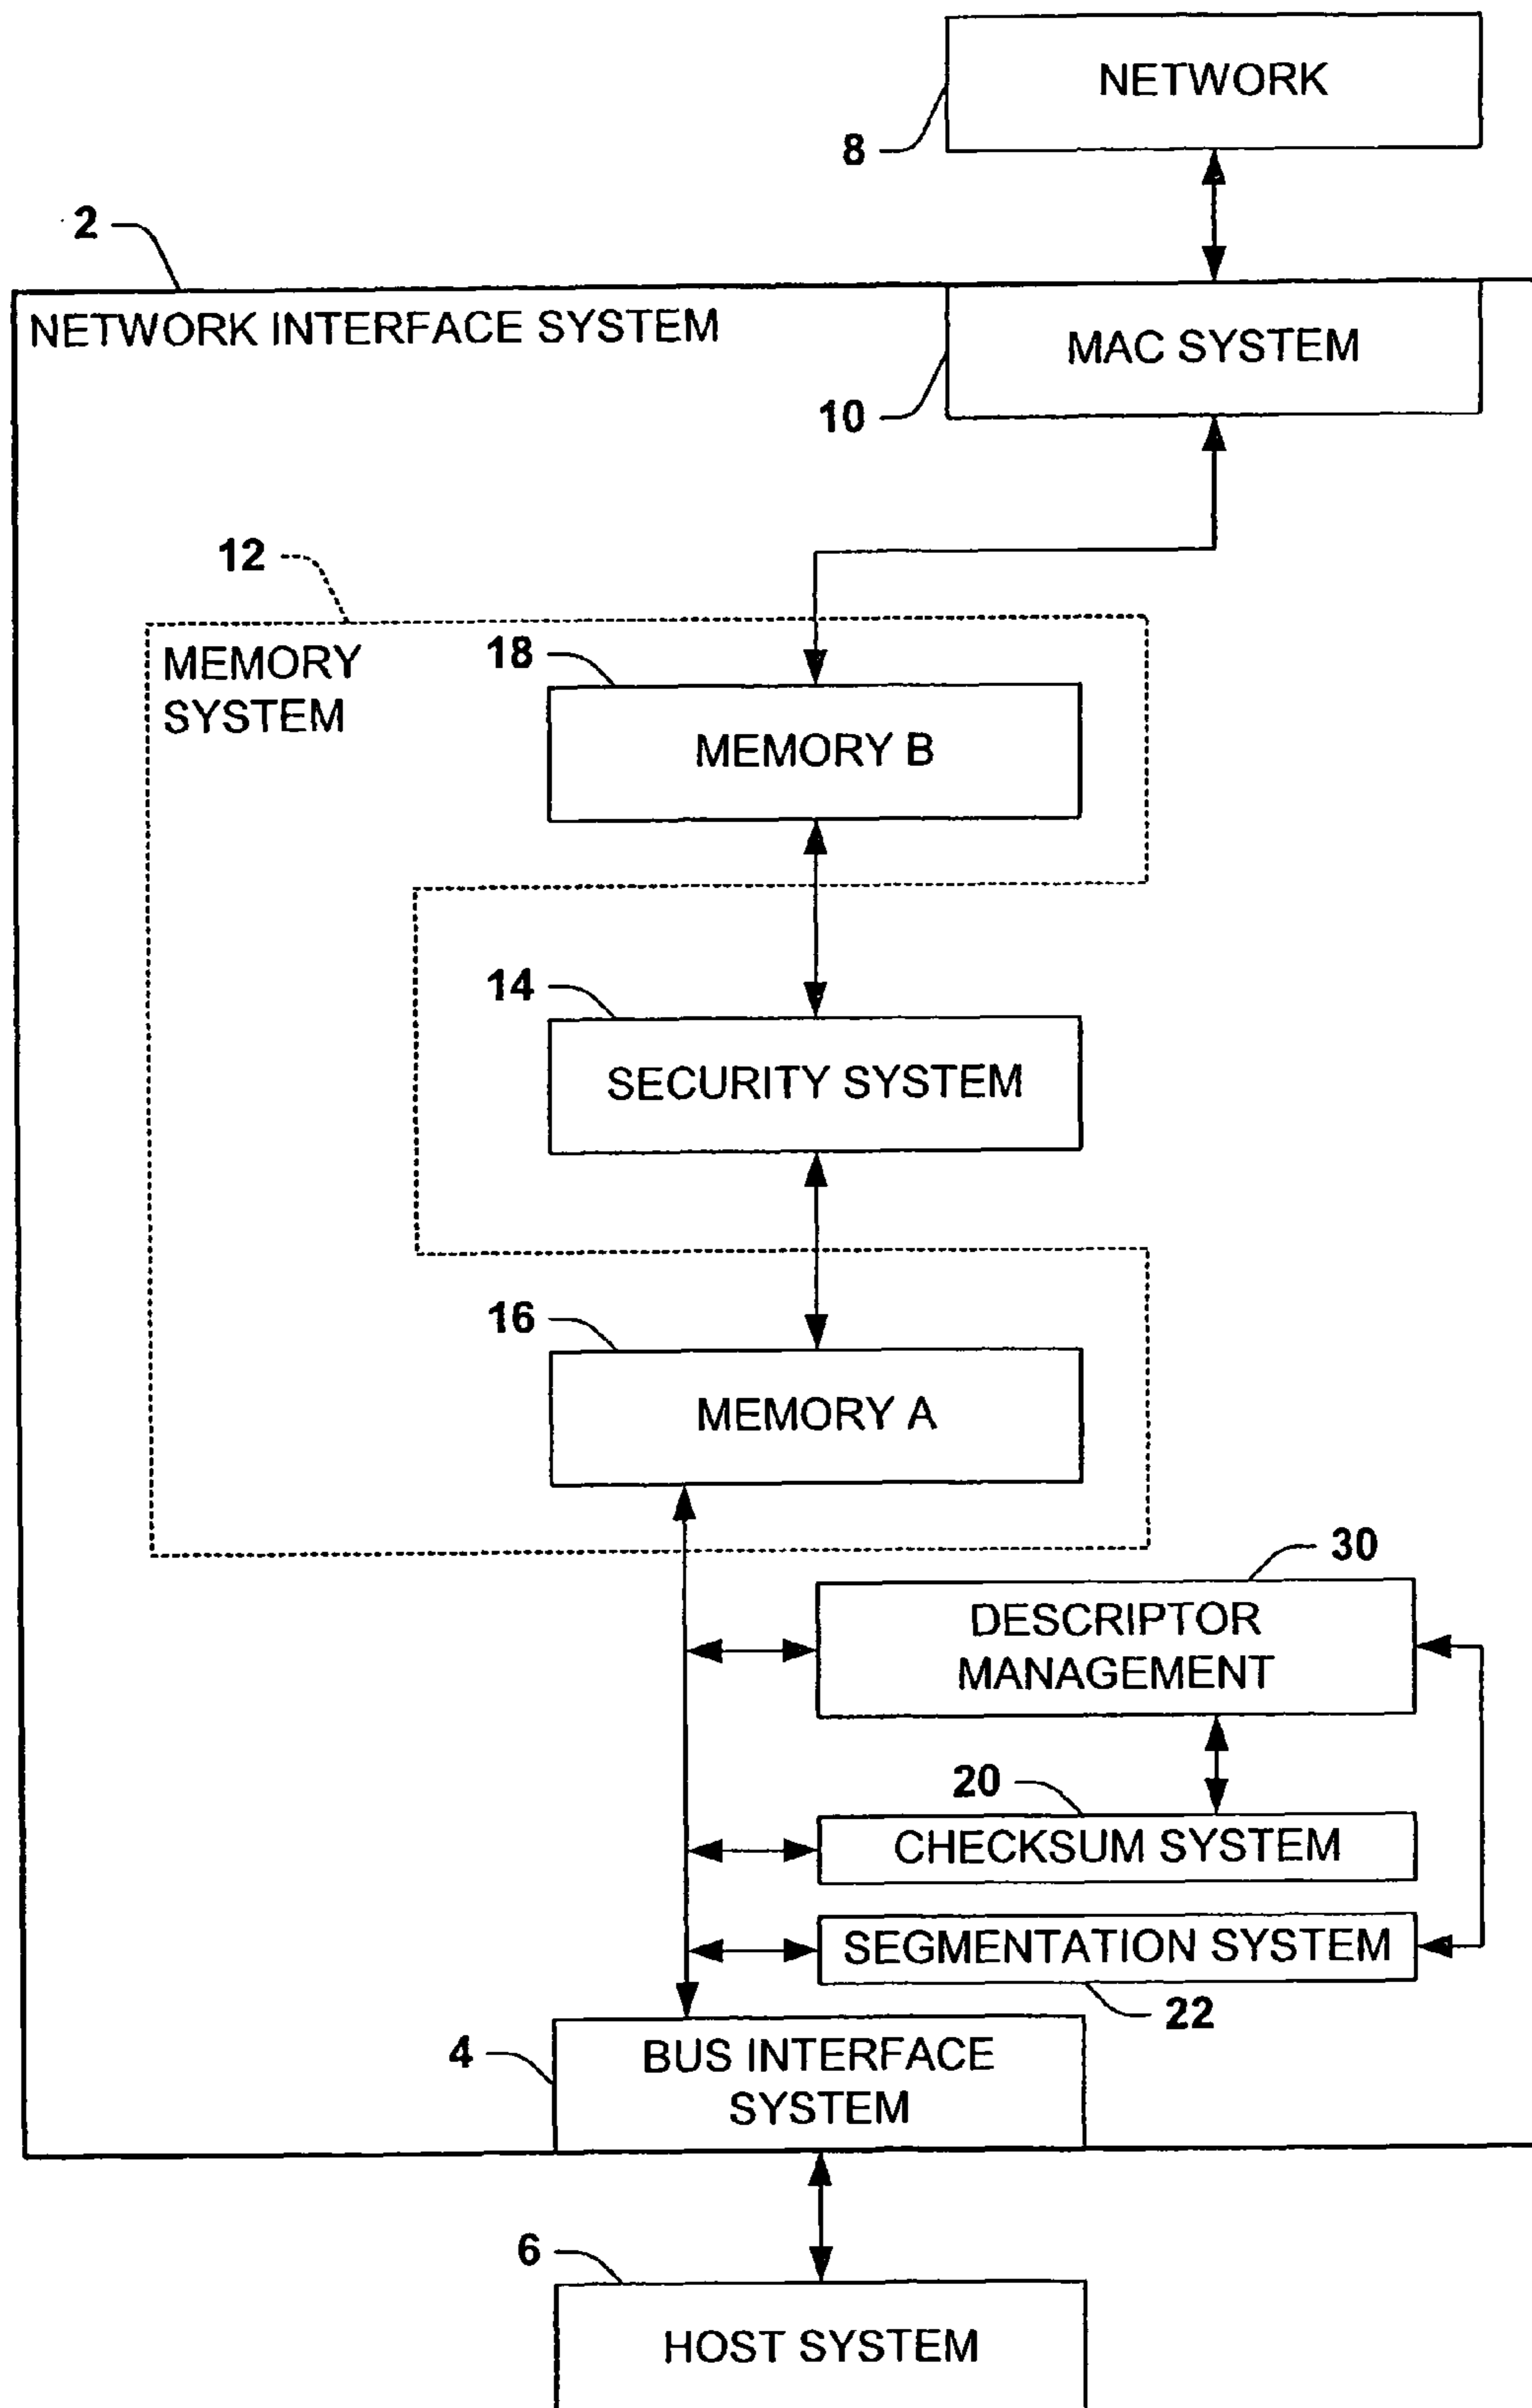 NETWORK
8
2
NETWORK INTERFACE SYSTEM
MAC SYSTEM
10
12
MEMORY
SYSTEM
18
MEMORY B
14
SECURITY SYSTEM
16
MEMORY A
30
DESCRIPTOR
MANAGEMENT
20
CHECKSUM SYSTEM
SEGMENTATION SYSTEM
22
4
BUS INTERFACE
SYSTEM
6
HOST SYSTEM